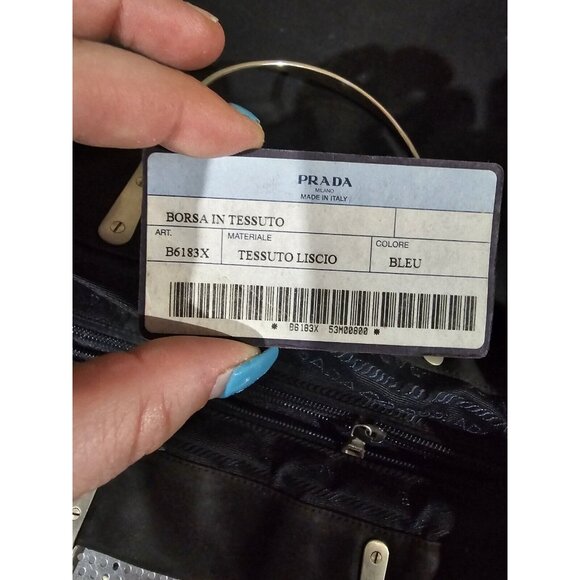 PRADA
MILANO
MADE IN ITALY
BORSA IN TESSUTO
ART. MATERIALE COLORE
B6183X TESSUTO LISCIO BLEU
* B6183X 53M00800 *